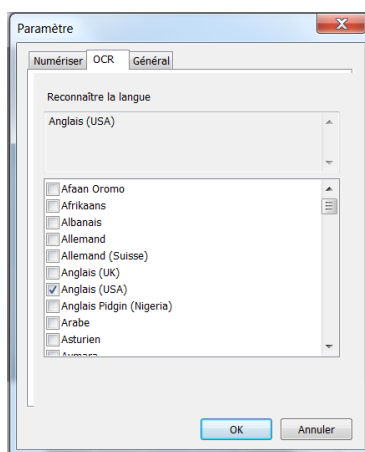 Paramètre
Numériser OCR Général
Reconnaître la langue
Anglais (USA)
Afaan Oromo
Afrikaans
Albanais
Allemand
Allemand (Suisse)
Anglais (UK)
Anglais (USA)
Anglais Pidgin (Nigeria)
Arabe
Asturien
Aymara
OK Annuler